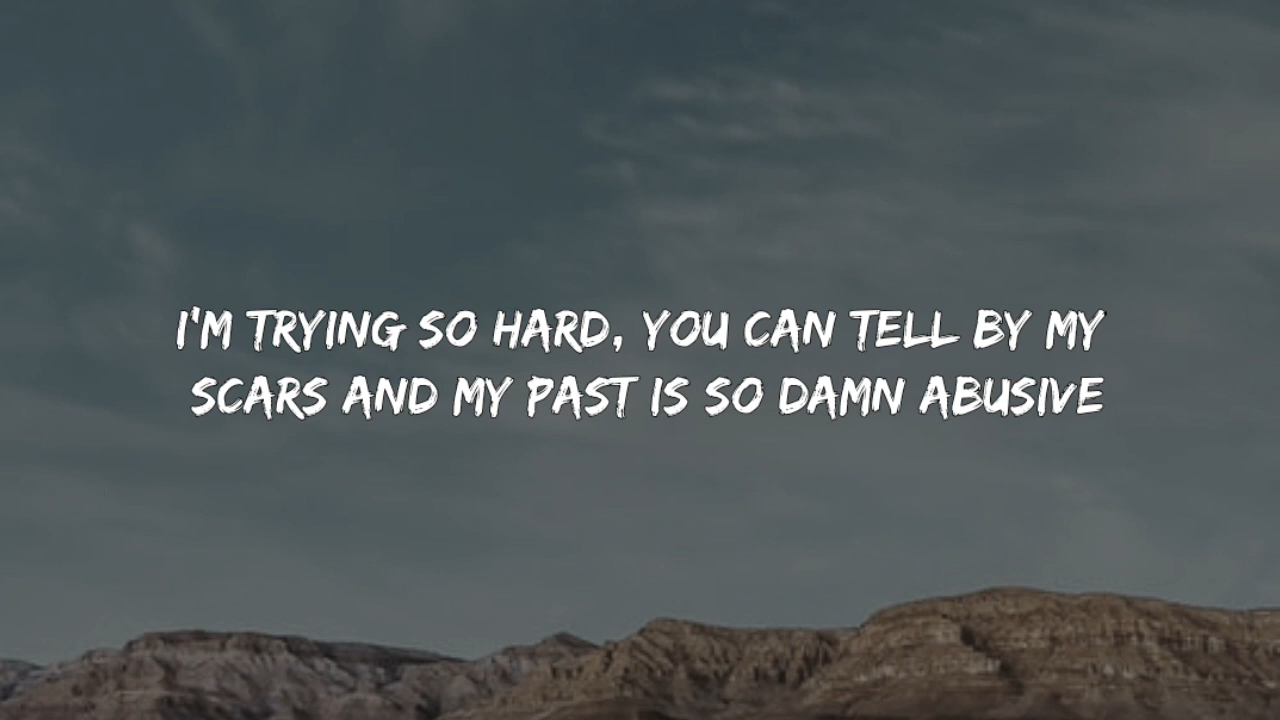 I'M TRYING SO HARD, YOU CAN TELL BY MY
SCARS AND MY PAST IS SO DAMN ABUSIVE